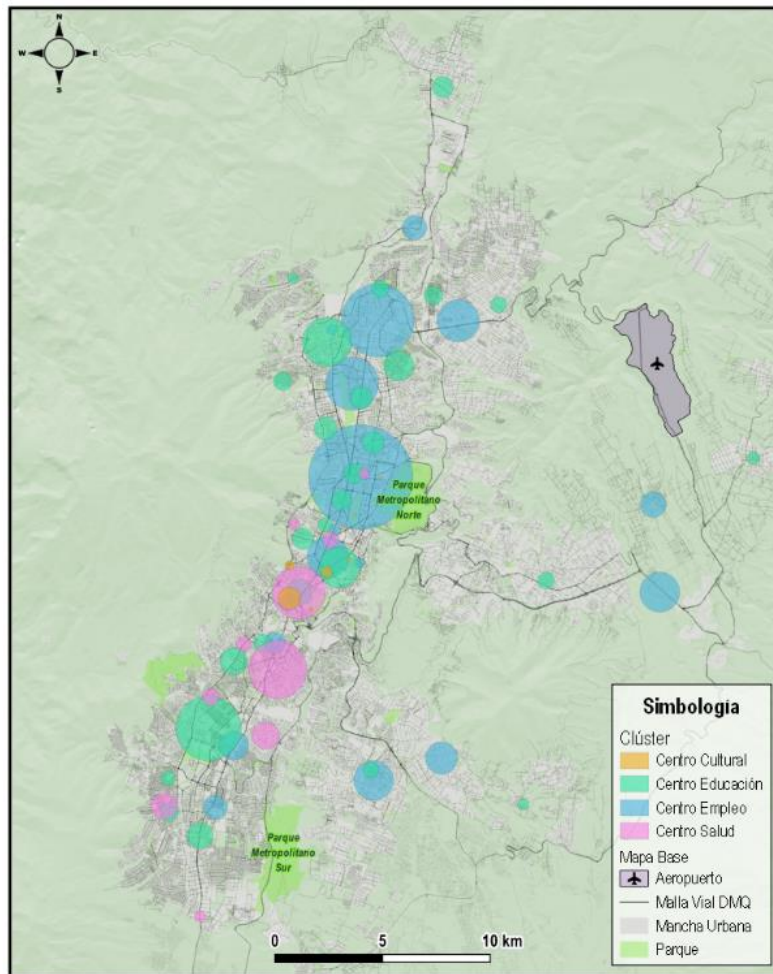 N
W E
S
Parque
Metropolitano
Norte
Parque
Metropolitano
Sur
0 5 10 km
Simbología
Clúster
Centro Cultural
Centro Educación
Centro Empleo
Centro Salud
Mapa Base
Aeropuerto
Malla Vial DMQ
Mancha Urbana
Parque